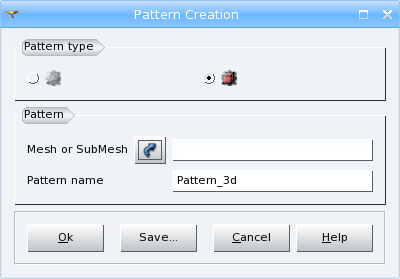 Pattern Creation
Pattern type
Pattern
Mesh or SubMesh
Pattern name Pattern_3d
Ok Save... Cancel Help